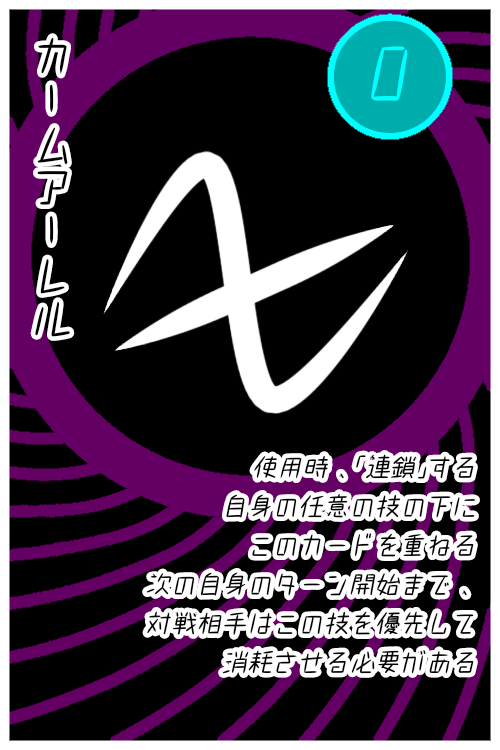 カームアーレル
0
使用時、「連鎖」する
自身の任意の技の下に
このカードを重ねる
次の自身のターン開始まで、
対戦相手はこの技を優先して
消耗させる必要がある